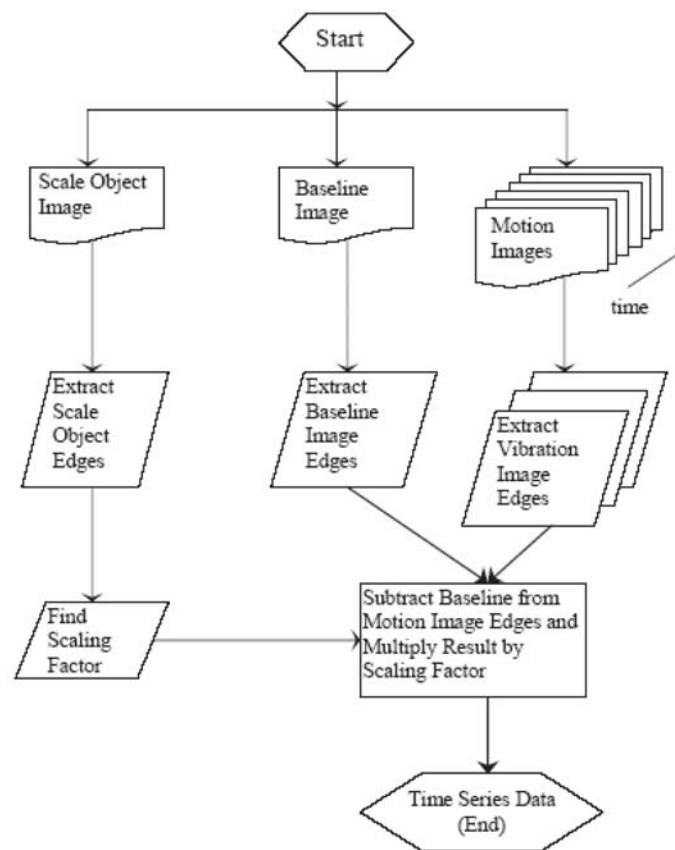 Start
Scale Object
Image
Baseline
Image
Motion
Images
time
Extract
Scale
Object
Edges
Extract
Baseline
Image
Edges
Extract
Vibration
Image
Edges
Find
Scaling
Factor
Subtract Baseline from
Motion Image Edges and
Multiply Result by
Scaling Factor
Time Series Data
(End)